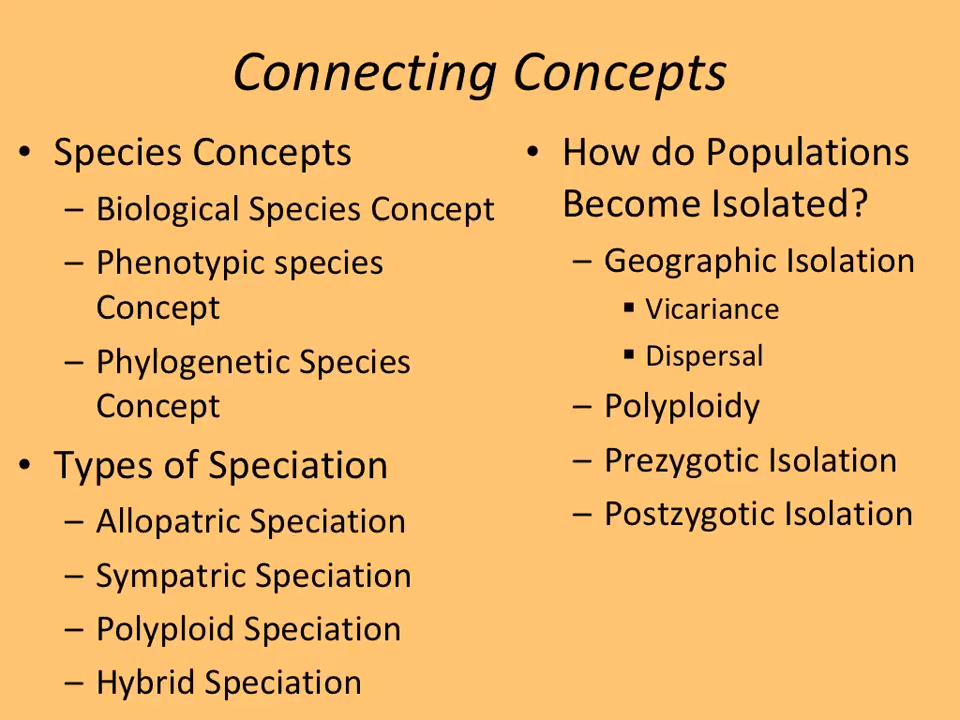 Connecting Concepts
• Species Concepts
– Biological Species Concept
– Phenotypic species
Concept
– Phylogenetic Species
Concept
• Types of Speciation
– Allopatric Speciation
– Sympatric Speciation
– Polyploid Speciation
– Hybrid Speciation
• How do Populations
Become Isolated?
– Geographic Isolation
▪ Vicariance
▪ Dispersal
– Polyploidy
– Prezygotic Isolation
– Postzygotic Isolation